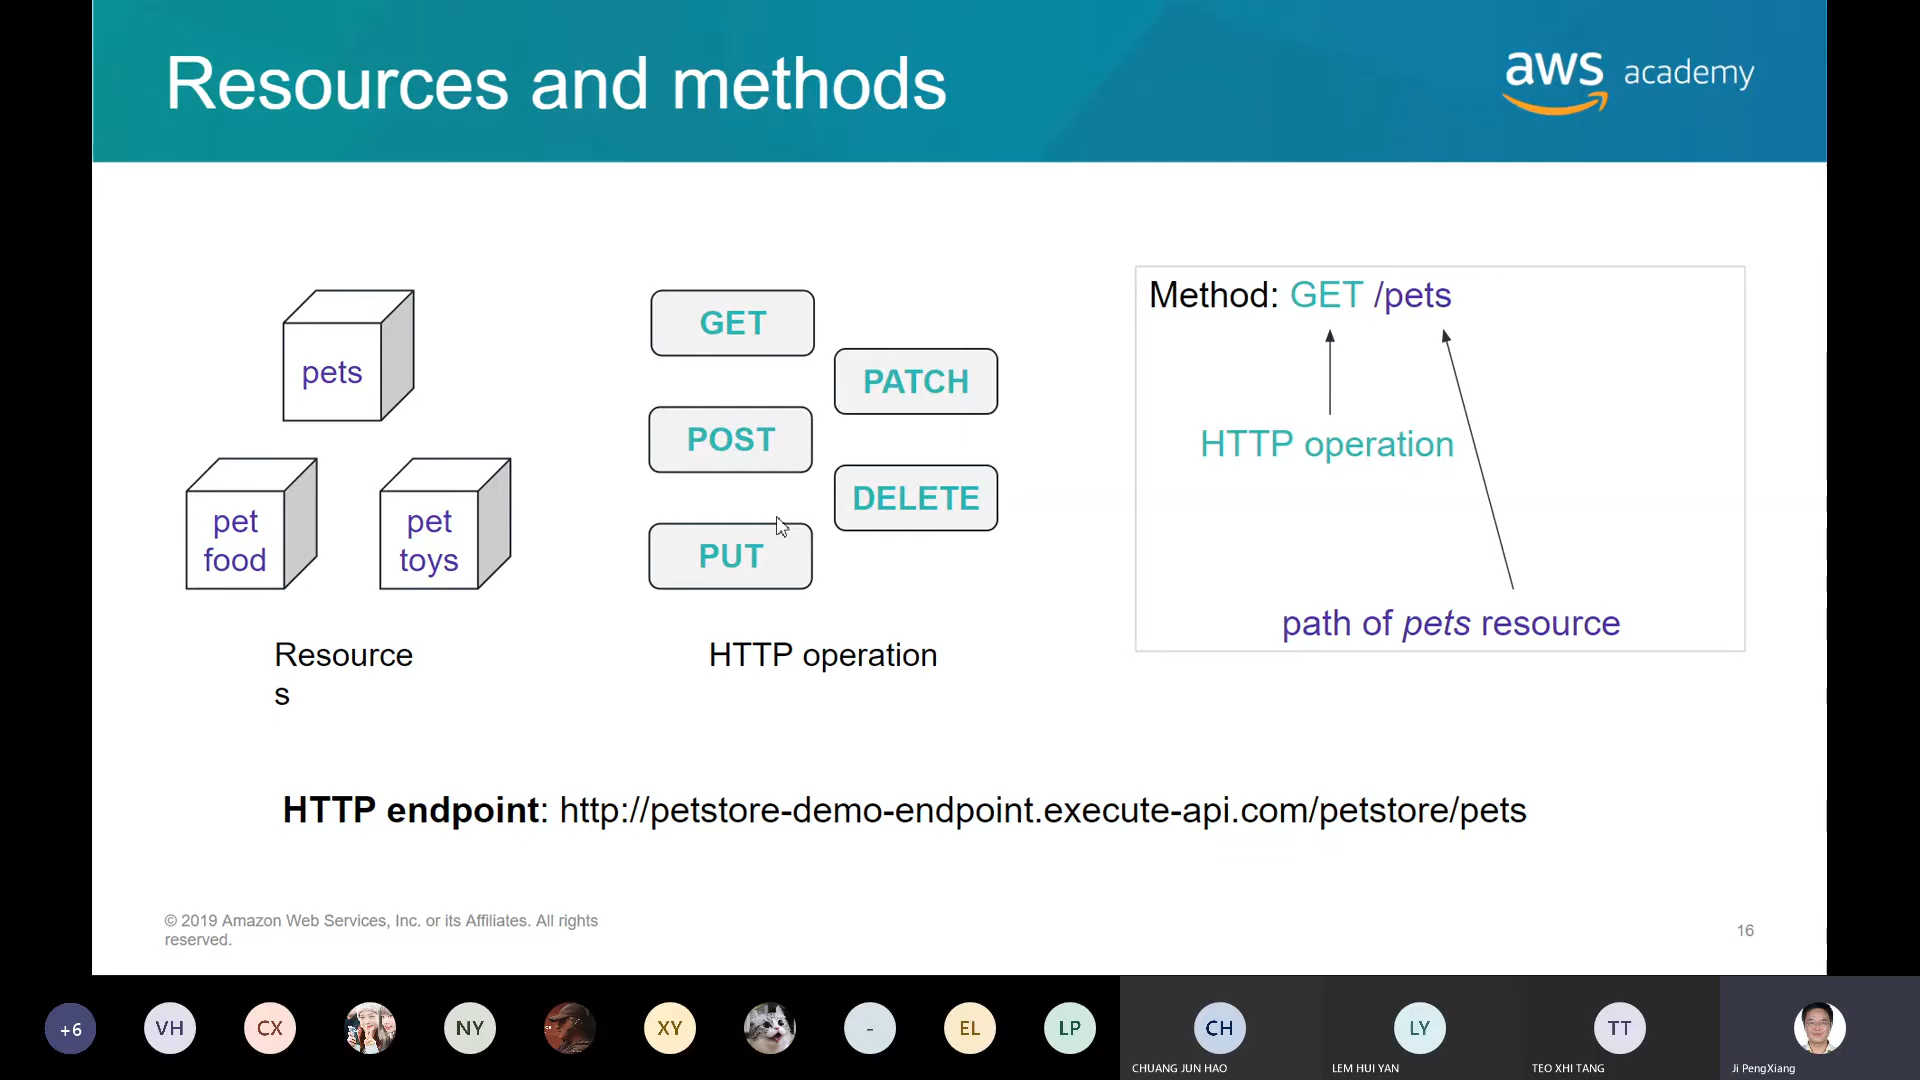 Resources and methods
aws academy
pets
pet
food
pet
toys
Resource
s
GET
PATCH
POST
DELETE
PUT
HTTP operation
Method: GET /pets
HTTP operation
path of pets resource
HTTP endpoint: http://petstore-demo-endpoint.execute-api.com/petstore/pets
© 2019 Amazon Web Services, Inc. or its Affiliates. All rights
reserved.
16
+6
VH
CX
NY
XY
-
EL
LP
CH
CHUANG JUN HAO
LY
LEM HUI YAN
TT
TEO XHI TANG
Ji PengXiang